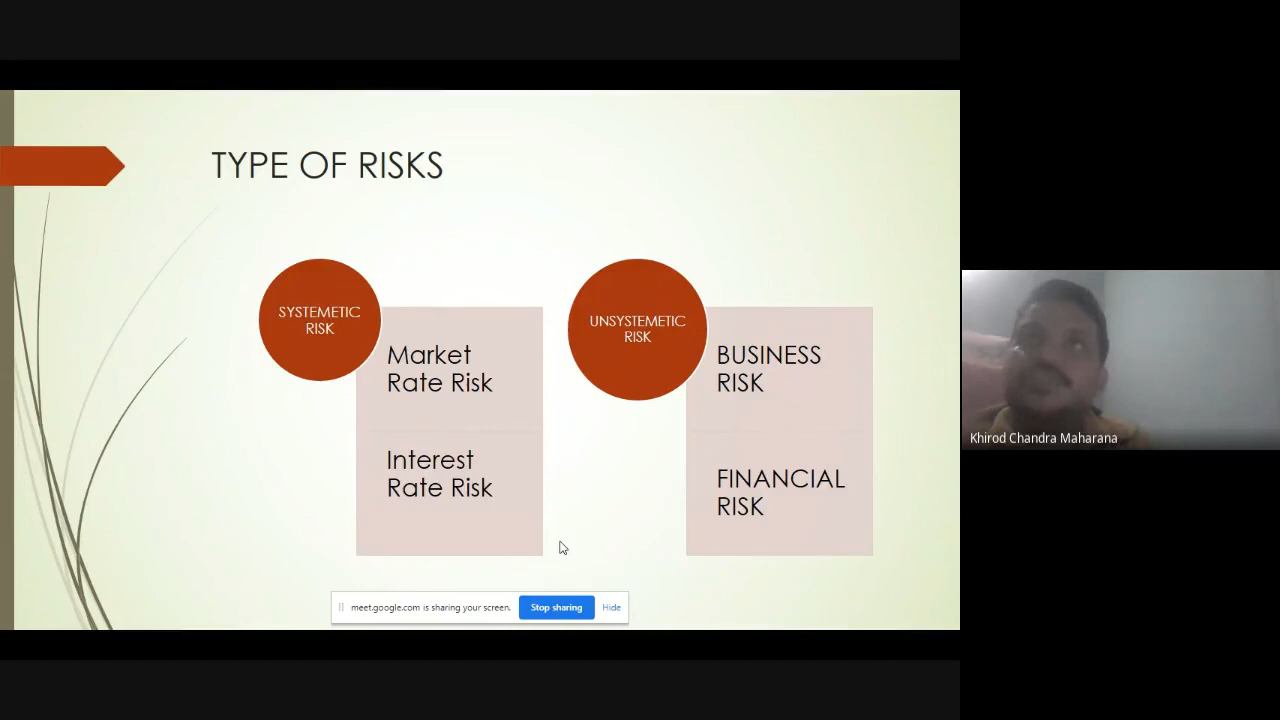 TYPE OF RISKS
SYSTEMETIC
RISK
Market
Rate Risk
Interest
Rate Risk
UNSYSTEMETIC
RISK
BUSINESS
RISK
FINANCIAL
RISK
meet.google.com is sharing your screen. Stop sharing Hide
Khirod Chandra Maharana